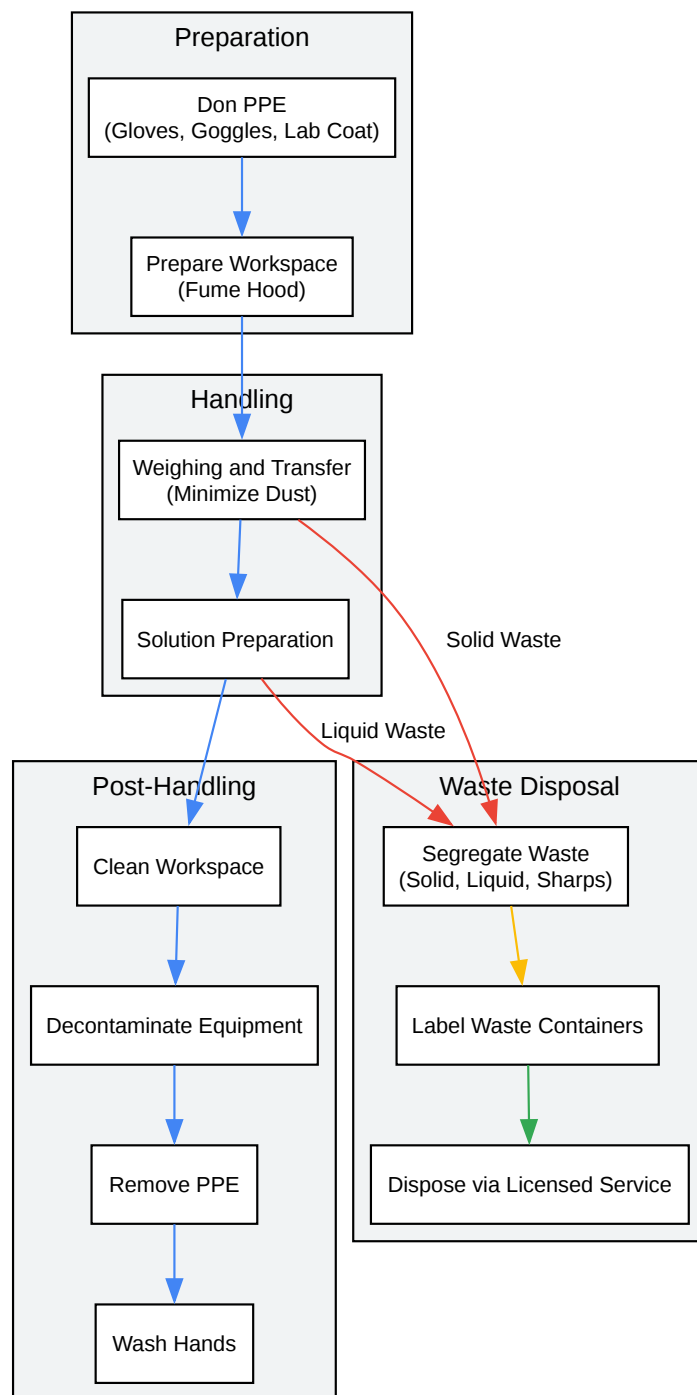 Preparation
Don PPE
(Gloves, Goggles, Lab Coat)
Prepare Workspace
(Fume Hood)
Handling
Weighing and Transfer
(Minimize Dust)
Solution Preparation
Solid Waste
Liquid Waste
Post-Handling
Clean Workspace
Decontaminate Equipment
Remove PPE
Wash Hands
Waste Disposal
Segregate Waste
(Solid, Liquid, Sharps)
Label Waste Containers
Dispose via Licensed Service